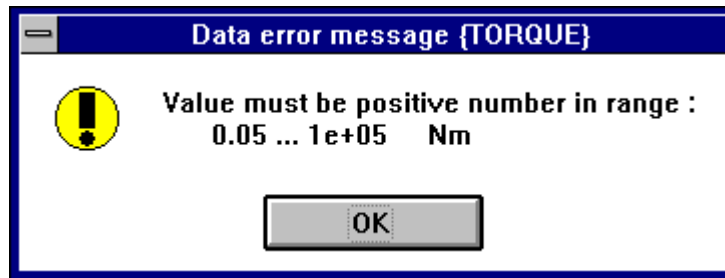 Data error message {TORQUE}
Value must be positive number in range :
0.05 ... 1e+05 Nm
OK